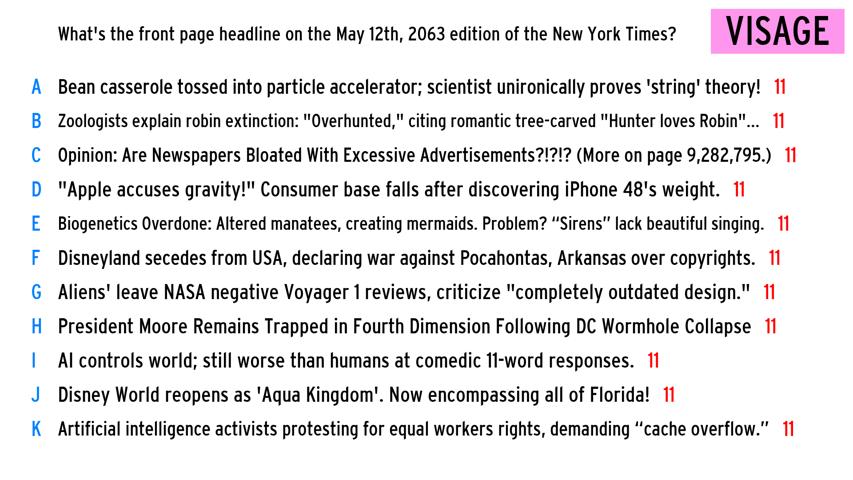 What's the front page headline on the May 12th, 2063 edition of the New York Times?
VISAGE
A Bean casserole tossed into particle accelerator; scientist unironically proves 'string' theory! 11
B Zoologists explain robin extinction: "Overhunted," citing romantic tree-carved "Hunter loves Robin"... 11
C Opinion: Are Newspapers Bloated With Excessive Advertisements?!?!? (More on page 9,282,795.) 11
D "Apple accuses gravity!" Consumer base falls after discovering iPhone 48's weight. 11
E Biogenetics Overdone: Altered manatees, creating mermaids. Problem? “Sirens” lack beautiful singing. 11
F Disneyland secedes from USA, declaring war against Pocahontas, Arkansas over copyrights. 11
G Aliens' leave NASA negative Voyager 1 reviews, criticize "completely outdated design." 11
H President Moore Remains Trapped in Fourth Dimension Following DC Wormhole Collapse 11
I AI controls world; still worse than humans at comedic 11-word responses. 11
J Disney World reopens as 'Aqua Kingdom'. Now encompassing all of Florida! 11
K Artificial intelligence activists protesting for equal workers rights, demanding “cache overflow.” 11